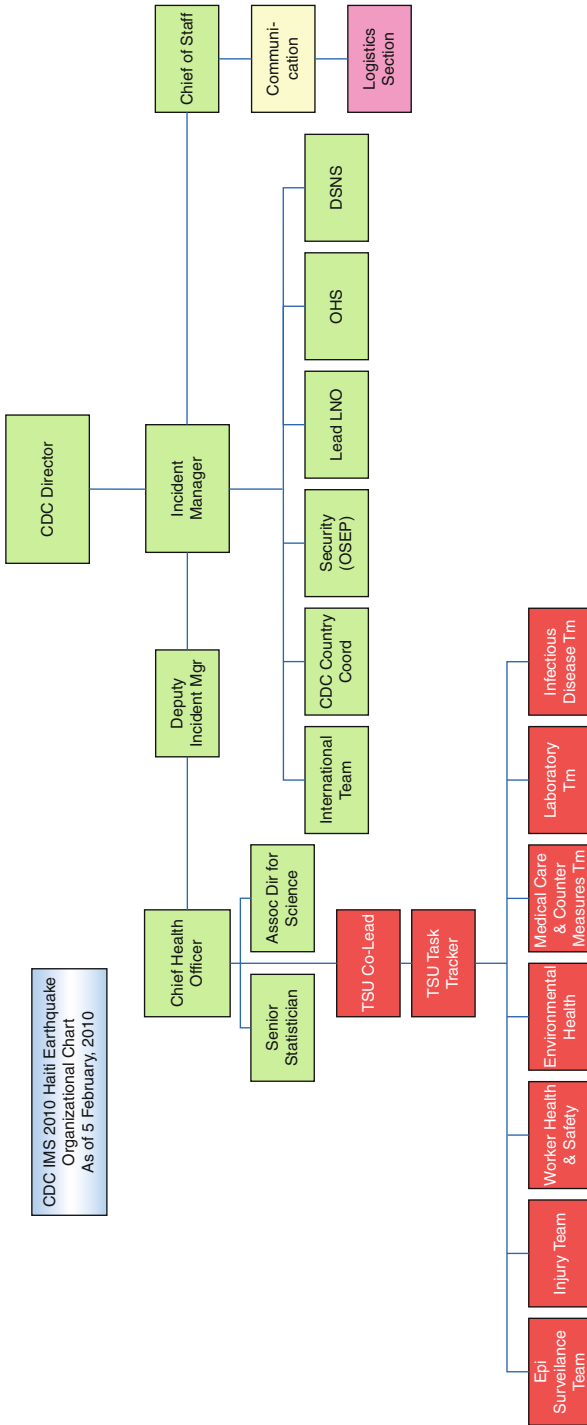 CDC IMS 2010 Haiti Earthquake
Organizational Chart
As of 5 February, 2010
CDC Director
Chief Health
Officer
Deputy
Incident Mgr
Incident
Manager
Chief of Staff
Senior
Statistician
Assoc Dir for
Science
Communi-
cation
International
Team
CDC Country
Coord
Security
(OSEP)
Lead LNO
OHS
DSNS
Logistics
Section
TSU Co-Lead
TSU Task
Tracker
Epi
Surveilance
Team
Injury Team
Worker Health
& Safety
Environmental
Health
Medical Care
& Counter
Measures Tm
Laboratory
Tm
Infectious
Disease Tm